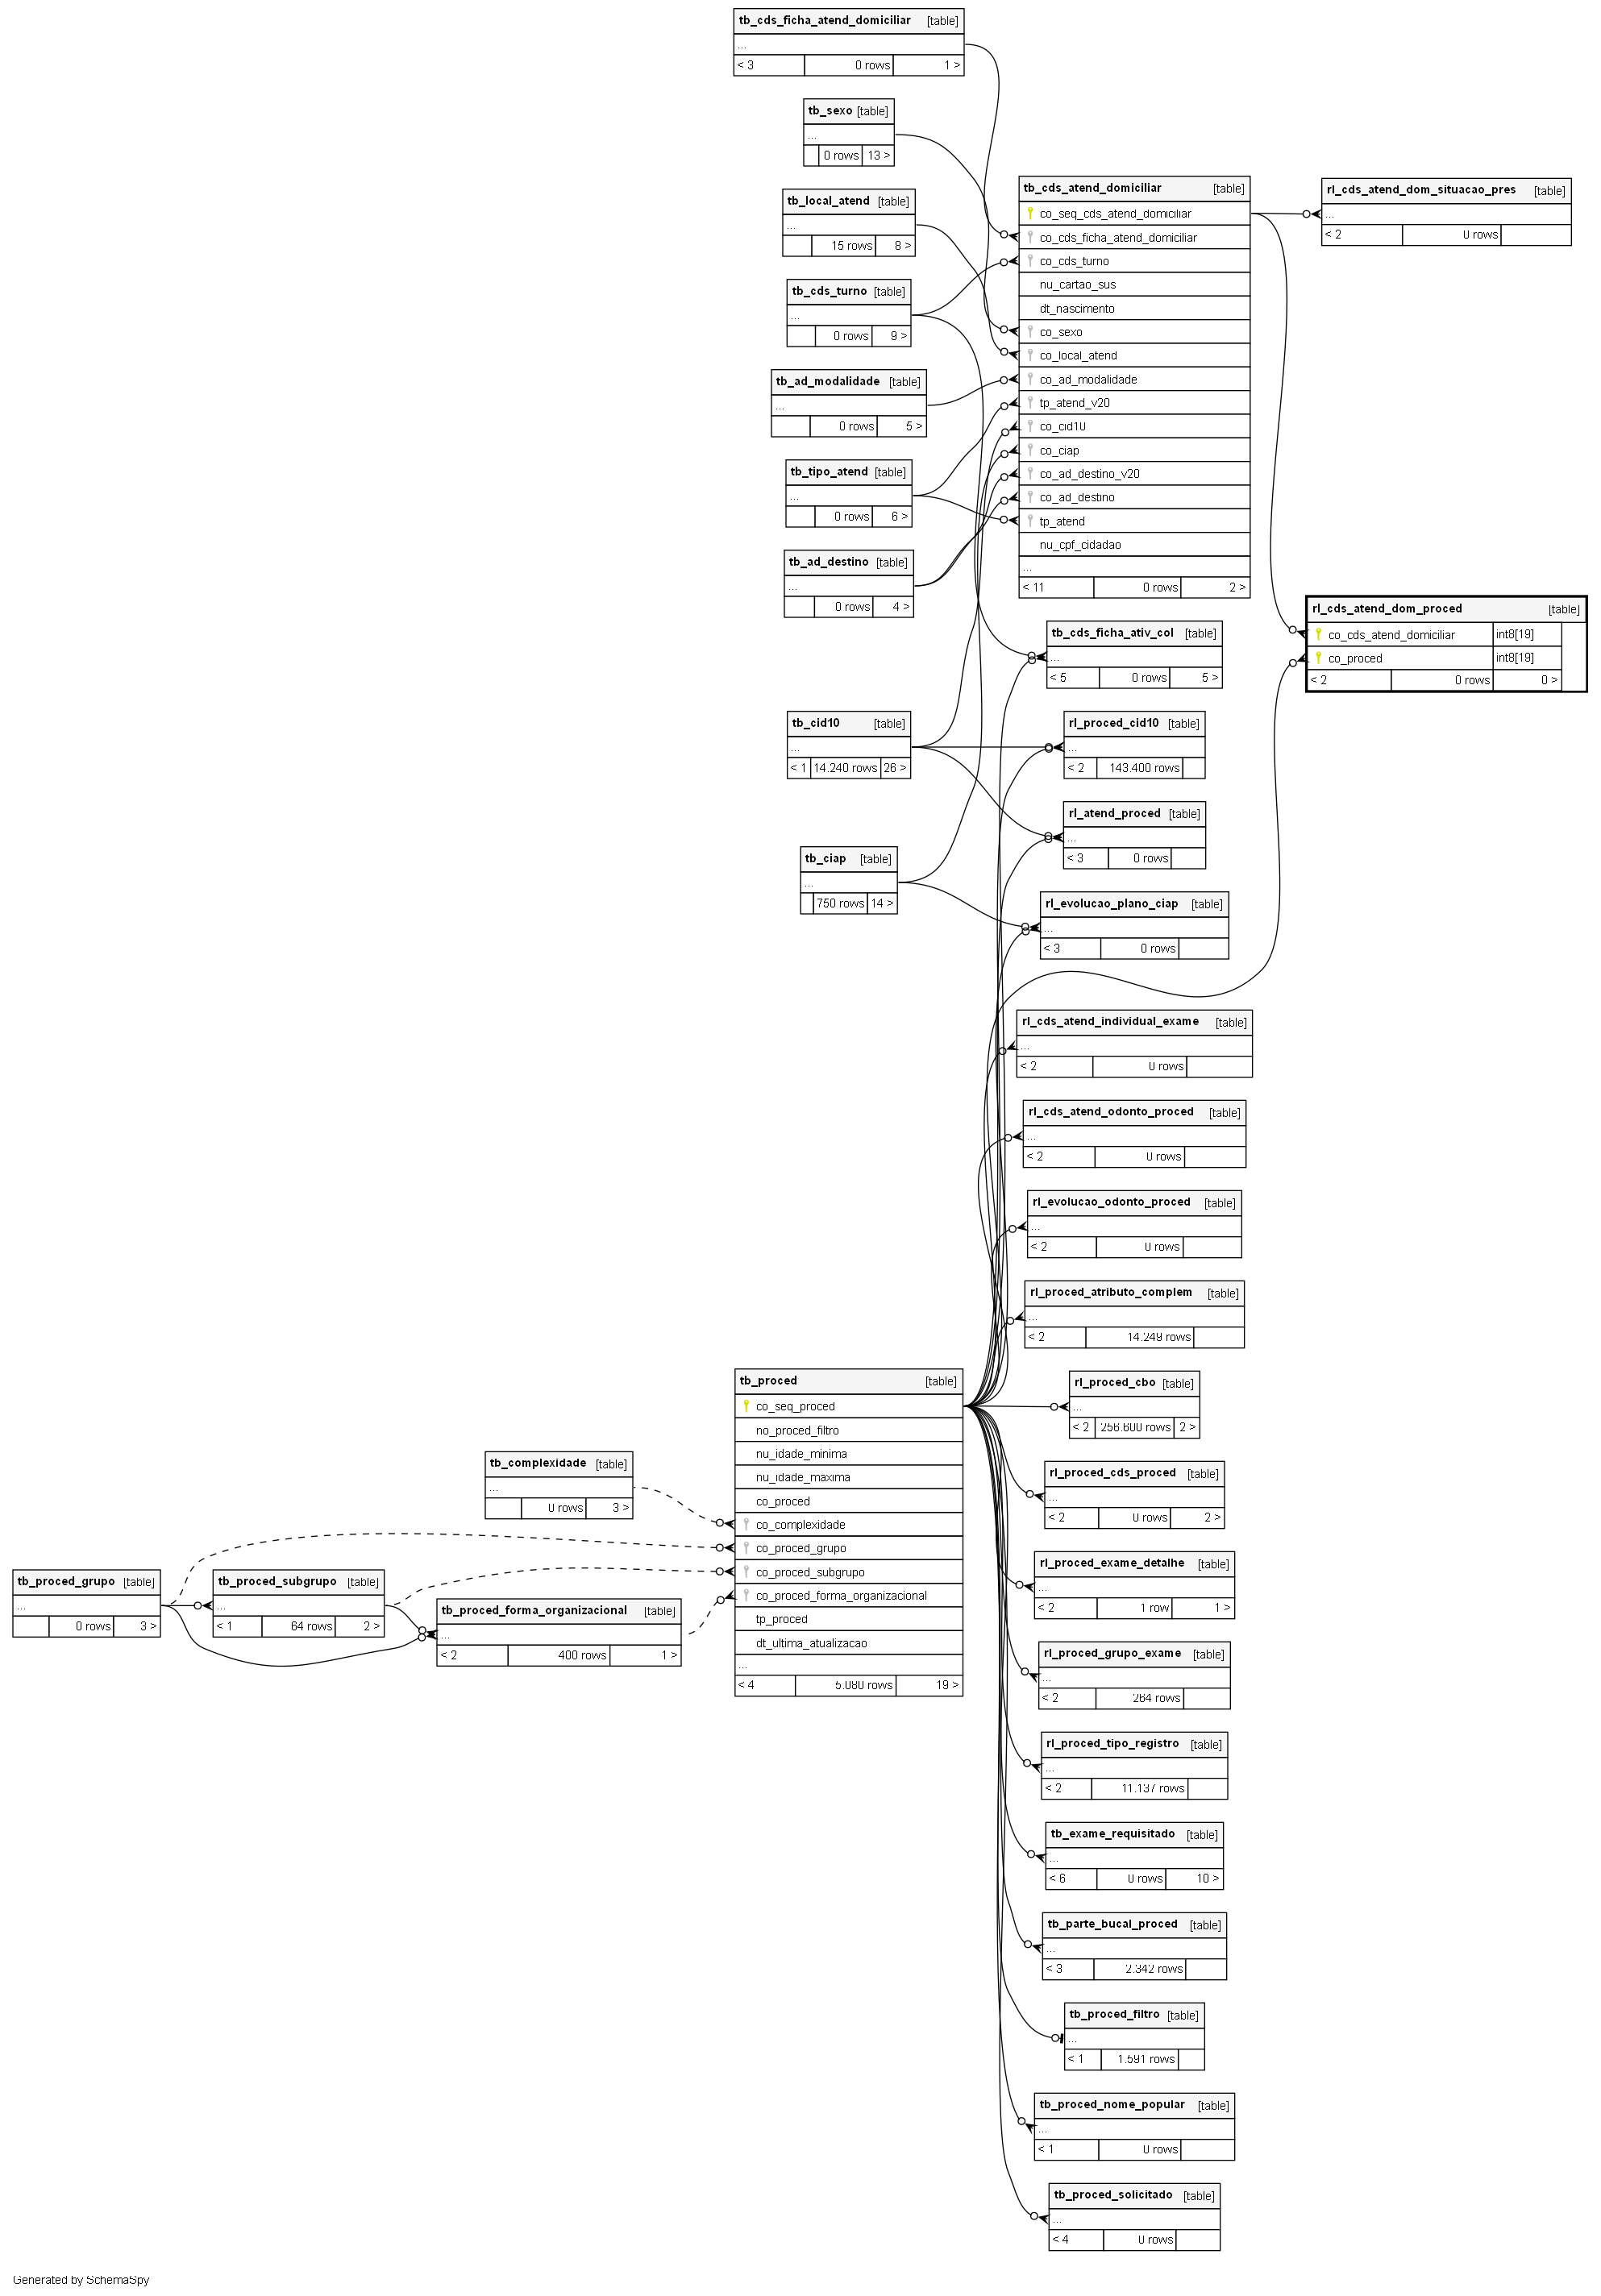 tb_cds_ficha_atend_domiciliar [table]
...
< 3 0 rows 1 >
tb_sexo [table]
...
0 rows 13 >
tb_local_atend [table]
...
15 rows 8 >
tb_cds_turno [table]
...
0 rows 9 >
tb_ad_modalidade [table]
...
0 rows 5 >
tb_tipo_atend [table]
...
0 rows 6 >
tb_ad_destino [table]
...
0 rows 4 >
tb_cid10 [table]
...
< 1 14.240 rows 26 >
tb_ciap [table]
...
750 rows 14 >
tb_cds_atend_domiciliar [table]
co_seq_cds_atend_domiciliar
co_cds_ficha_atend_domiciliar
co_cds_turno
nu_cartao_sus
dt_nascimento
co_sexo
co_local_atend
co_ad_modalidade
tp_atend_v20
co_cid10
co_ciap
co_ad_destino_v20
co_ad_destino
tp_atend
nu_cpf_cidadao
...
< 11 0 rows 2 >
rl_cds_atend_dom_situacao_pres [table]
...
< 2 0 rows
rl_cds_atend_dom_proced [table]
co_cds_atend_domiciliar int8[19]
co_proced int8[19]
< 2 0 rows 0 >
tb_cds_ficha_ativ_col [table]
...
< 5 0 rows 5 >
rl_proced_cid10 [table]
...
< 2 143.400 rows
rl_atend_proced [table]
...
< 3 0 rows
rl_evolucao_plano_ciap [table]
...
< 3 0 rows
rl_cds_atend_individual_exame [table]
...
< 2 0 rows
rl_cds_atend_odonto_proced [table]
...
< 2 0 rows
rl_evolucao_odonto_proced [table]
...
< 2 0 rows
rl_proced_atributo_complem [table]
...
< 2 14.249 rows
rl_proced_cbo [table]
...
< 2 256.600 rows 2 >
rl_proced_cds_proced [table]
...
< 2 0 rows 2 >
rl_proced_exame_detalhe [table]
...
< 2 1 row 1 >
rl_proced_grupo_exame [table]
...
< 2 264 rows
rl_proced_tipo_registro [table]
...
< 2 11.137 rows
tb_exame_requisitado [table]
...
< 6 0 rows 10 >
tb_parte_bucal_proced [table]
...
< 3 2.342 rows
tb_proced_filtro [table]
...
< 1 1.591 rows
tb_proced_nome_popular [table]
...
< 1 0 rows
tb_proced_solicitado [table]
...
< 4 0 rows
tb_proced [table]
co_seq_proced
no_proced_filtro
nu_idade_minima
nu_idade_maxima
co_proced
co_complexidade
co_proced_grupo
co_proced_subgrupo
co_proced_forma_organizacional
tp_proced
dt_ultima_atualizacao
...
< 4 5.080 rows 19 >
tb_complexidade [table]
...
0 rows 3 >
tb_proced_grupo [table]
...
0 rows 3 >
tb_proced_subgrupo [table]
...
< 1 64 rows 2 >
tb_proced_forma_organizacional [table]
...
< 2 400 rows 1 >
Generated by SchemaSpy